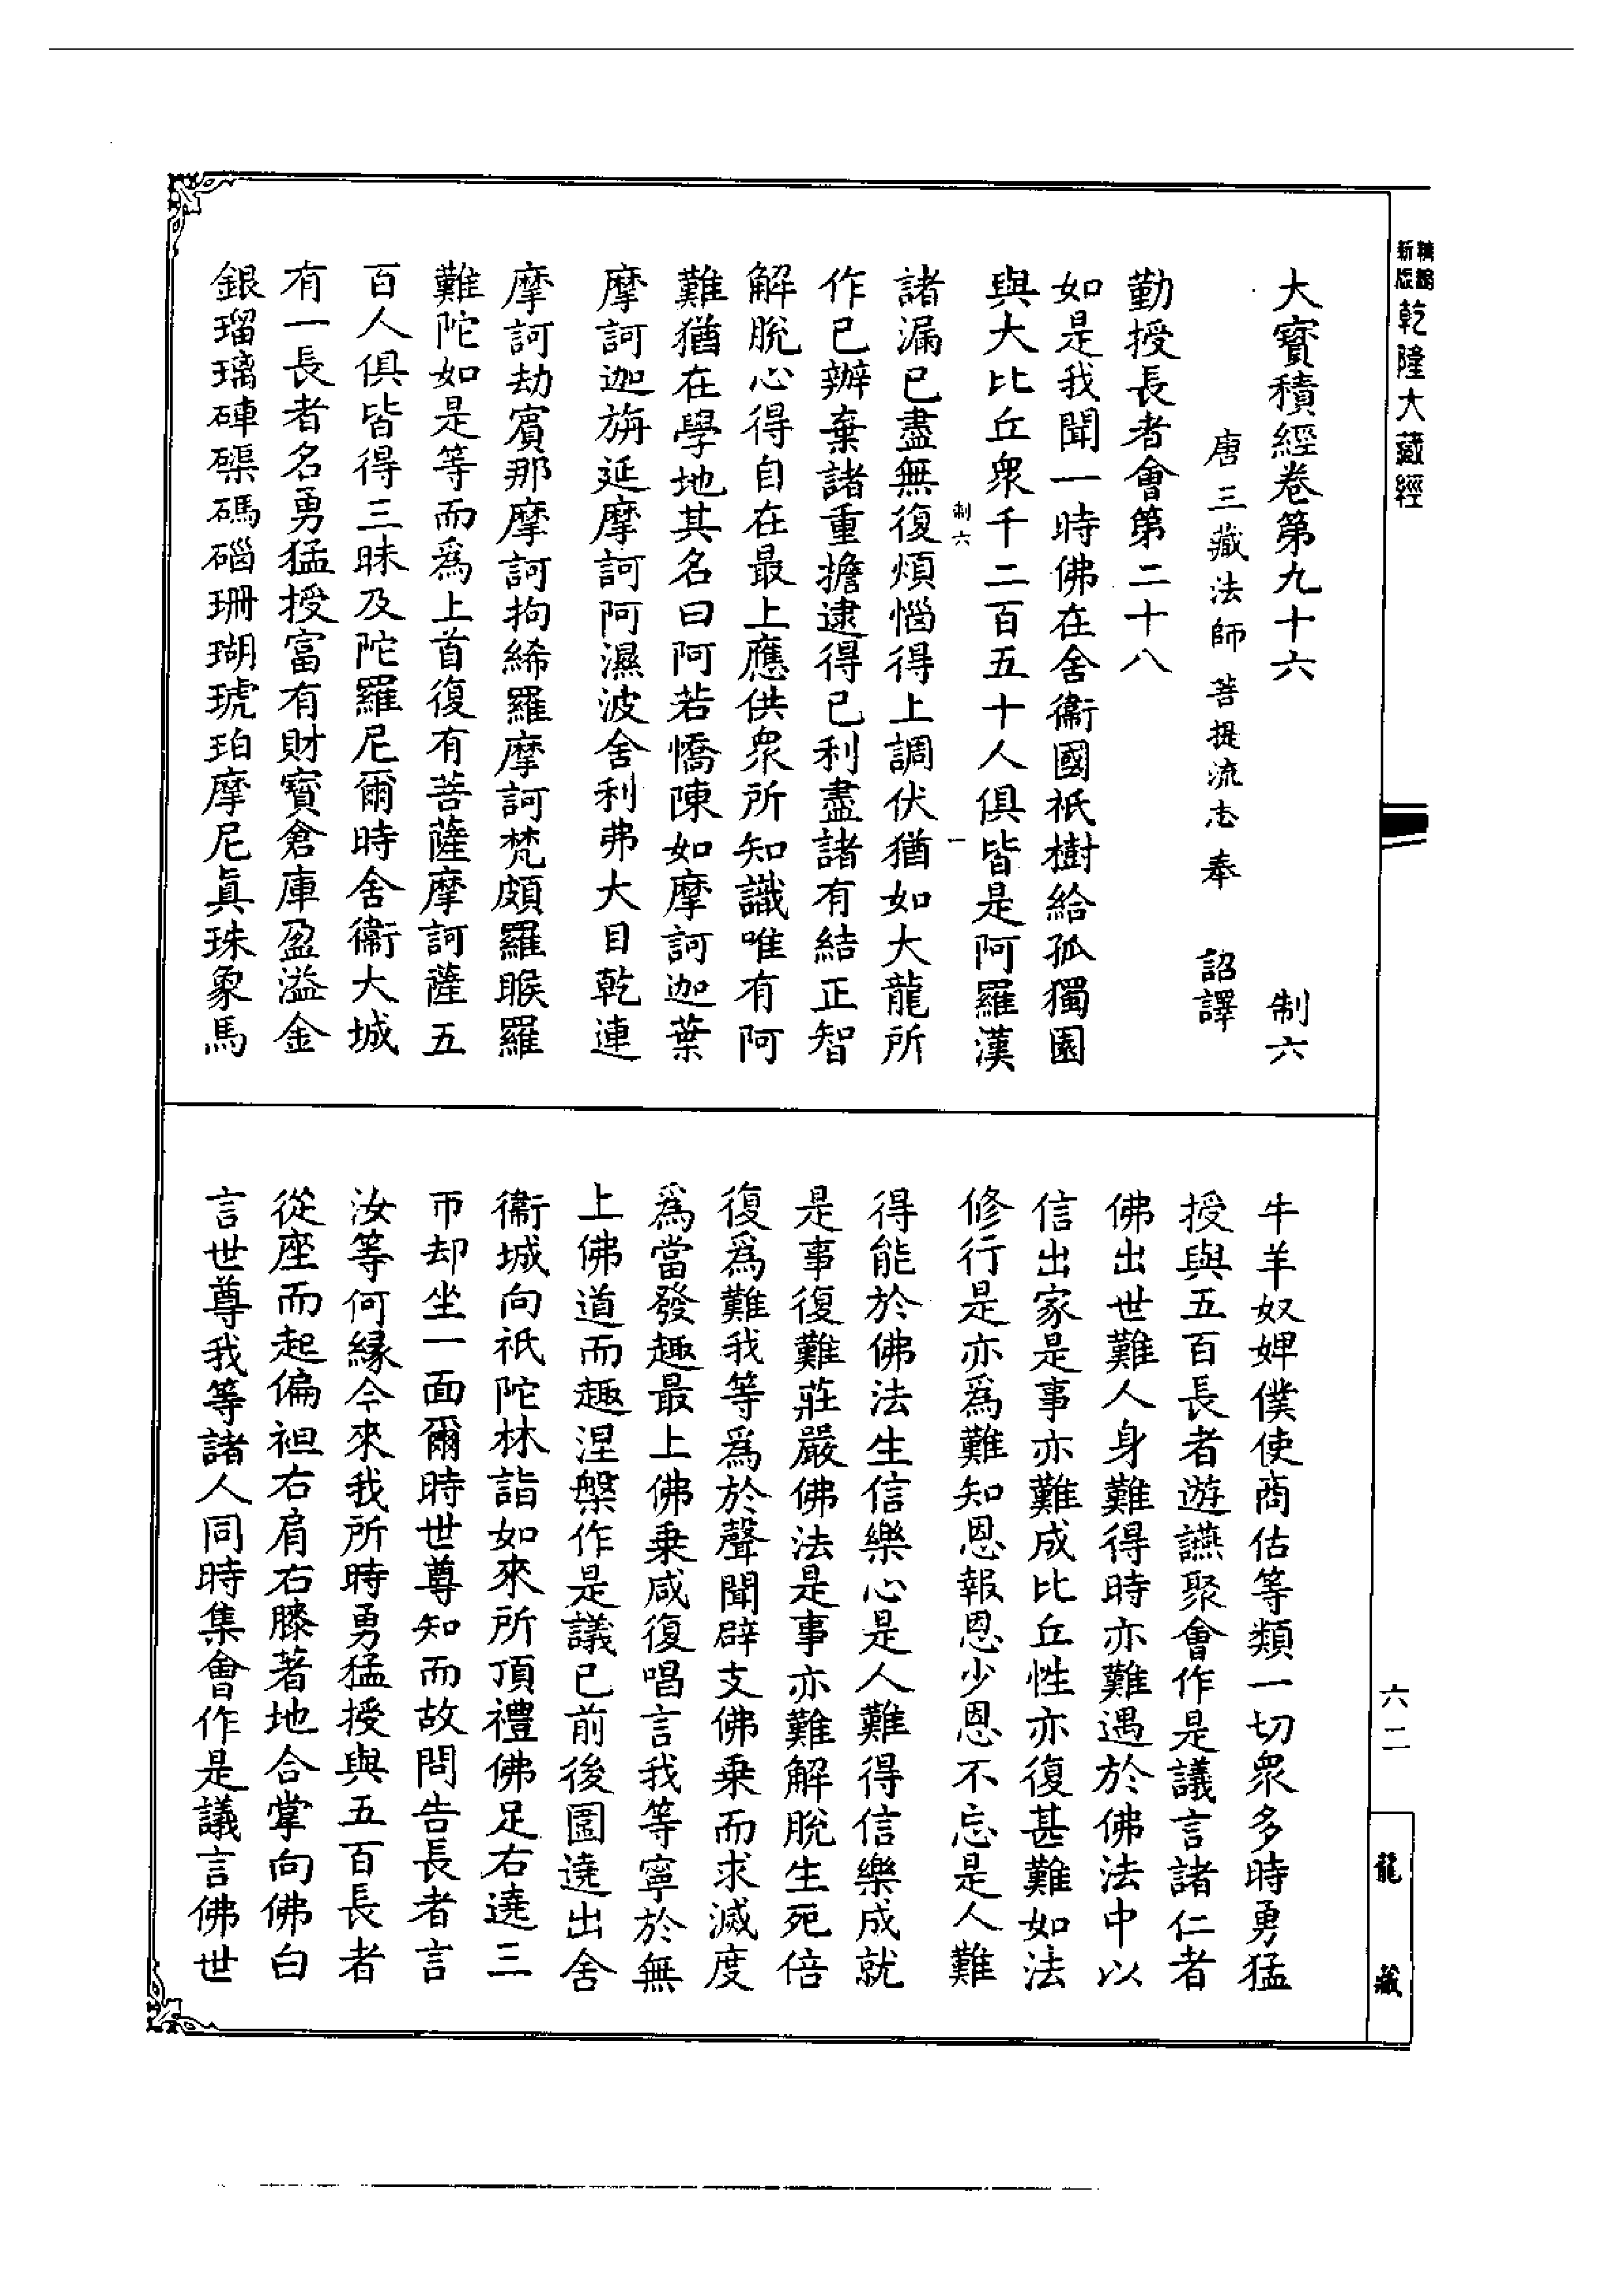 新版
精縮
乾隆大藏經
大寶積經卷第九十六 制六
唐三藏法師菩提流志奉 詔譯
勤授長者會第二十八
如是我聞一時佛在舍衞國祇樹給孤獨園
與大比丘衆千二百五十人俱皆是阿羅漢
制六 一
諸漏已盡無復煩惱得上調伏猶如大龍所
作已辦棄諸重擔逮得已利盡諸有結正智
解脫心得自在最上應供衆所知識唯有阿
難猶在學地其名曰阿若憍陳如摩訶迦葉
摩訶迦旃延摩訶阿濕波舍利弗大目乾連
摩訶劫賓那摩訶拘絺羅摩訶梵頗羅睺羅
難陀如是等而爲上首復有菩薩摩訶薩五
百人俱皆得三昧及陀羅尼爾時舍衞大城
有一長者名勇猛授富有財寶倉庫盈溢金
銀瑠璃硨磲碼碯珊瑚琥珀摩尼眞珠象馬
牛羊奴婢僕使商估等類一切衆多時勇猛
授與五百長者遊讌聚會作是議言諸仁者
佛出世難人身難得時亦難遇於佛法中以
信出家是事亦難成比丘性亦復甚難如法
修行是亦爲難知恩報恩少恩不忘是人難
得能於佛法生信樂心是人難得信樂成就
是事復難莊嚴佛法是事亦難解脫生死倍
復爲難我等爲於聲聞辟支佛乗而求滅度
爲當發趣最上佛乗咸復唱言我等寧於無
上佛道而趣涅槃作是議已前後圍遶出舍
衞城向祇陀林詣如來所頂禮佛足右遶三
帀却坐一面爾時世尊知而故問告長者言
汝等何縁今來我所時勇猛授與五百長者
從座而起偏袒右肩右膝著地合掌向佛白
言世尊我等諸人同時集會作是議言佛世
六二
龍藏